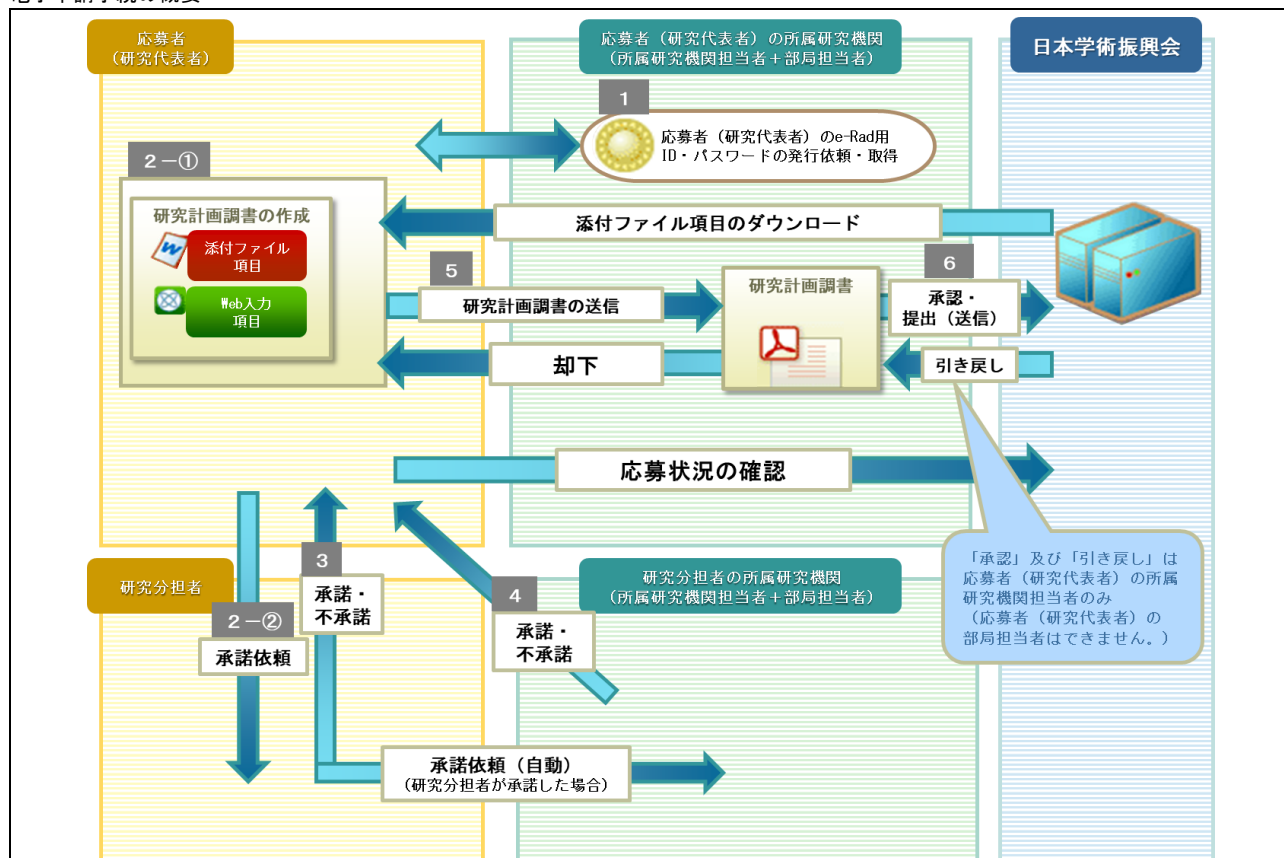 応募者
(研究代表者)
応募者（研究代表者）の所属研究機関
(所属研究機関担当者＋部局担当者)
日本学術振興会
1
応募者（研究代表者）のe-Rad用
ID・パスワードの発行依頼・取得
2－①
研究計画調書の作成
添付ファイル
項目
Web入力
項目
添付ファイル項目のダウンロード
5
研究計画調書の送信
研究計画調書
6
承認・
提出（送信）
却下
引き戻し
応募状況の確認
「承認」及び「引き戻し」は
応募者（研究代表者）の所属
研究機関担当者のみ
（応募者（研究代表者）の
部局担当者はできません。）
研究分担者
2－②
承諾依頼
3
承諾・
不承諾
4
承諾・
不承諾
研究分担者の所属研究機関
(所属研究機関担当者＋部局担当者)
承諾依頼（自動）
(研究分担者が承諾した場合)